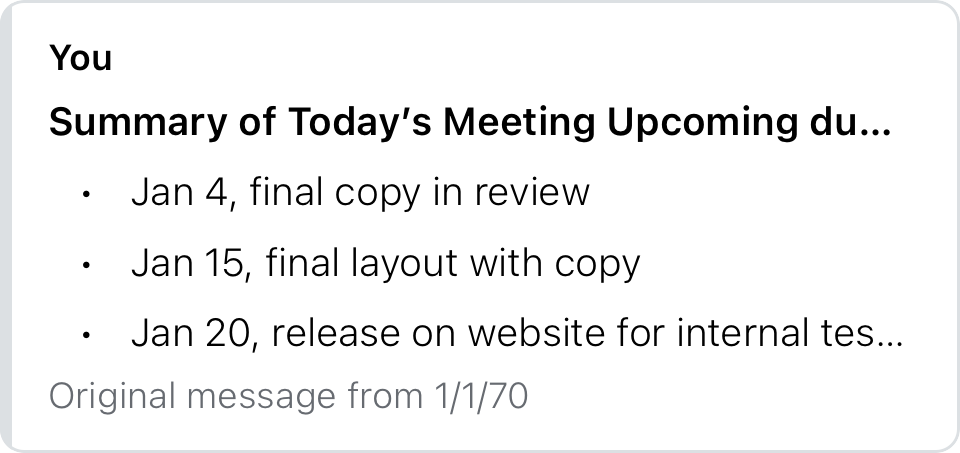 You
Summary of Today’s Meeting Upcoming du...
• Jan 4, final copy in review
• Jan 15, final layout with copy
• Jan 20, release on website for internal tes...
Original message from 1/1/70